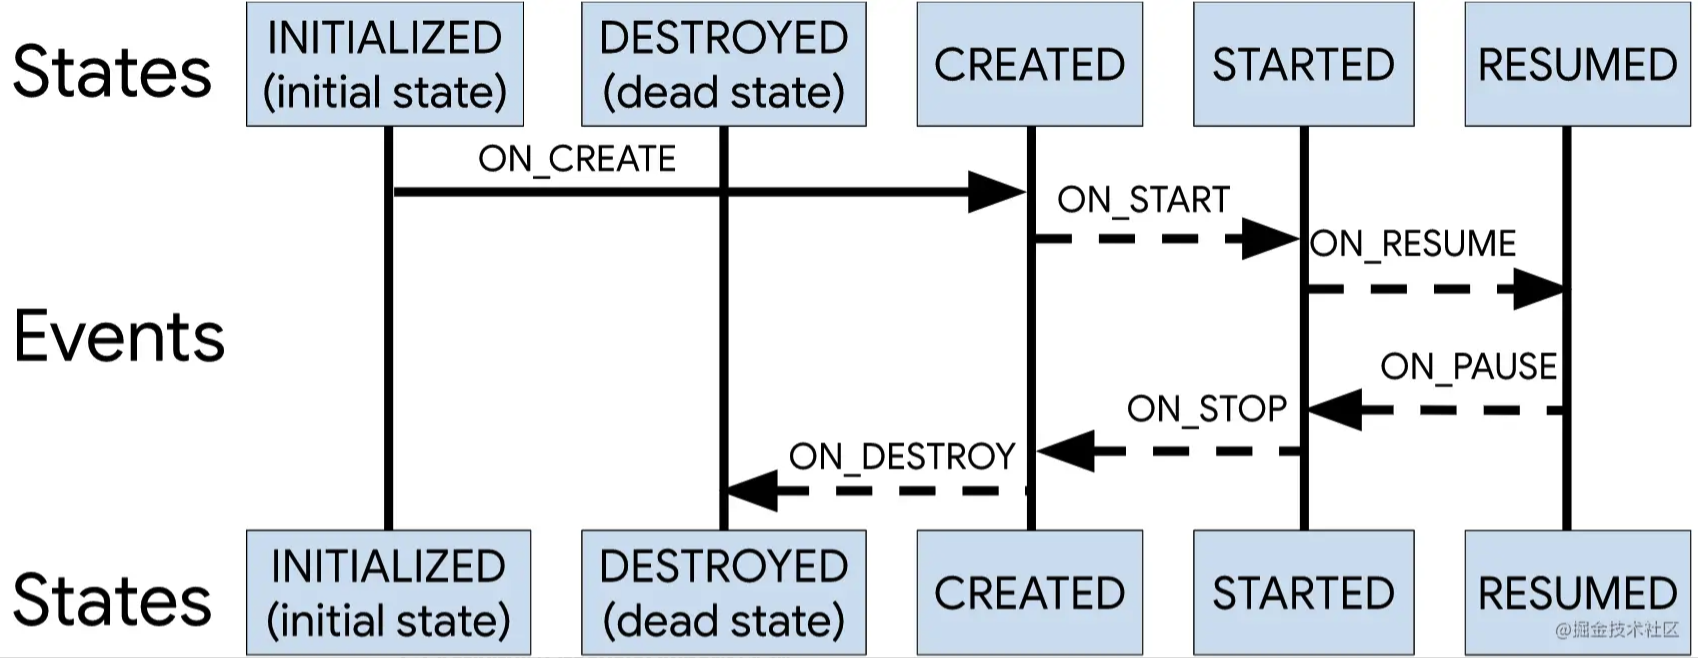 States
INITIALIZED
(initial state)
DESTROYED
(dead state)
CREATED
STARTED
RESUMED
ON_CREATE
ON_START
ON_RESUME
Events
ON_PAUSE
ON_STOP
ON_DESTROY
States
INITIALIZED
(initial state)
DESTROYED
(dead state)
CREATED
STARTED
RESUMED
@掘金技术社区